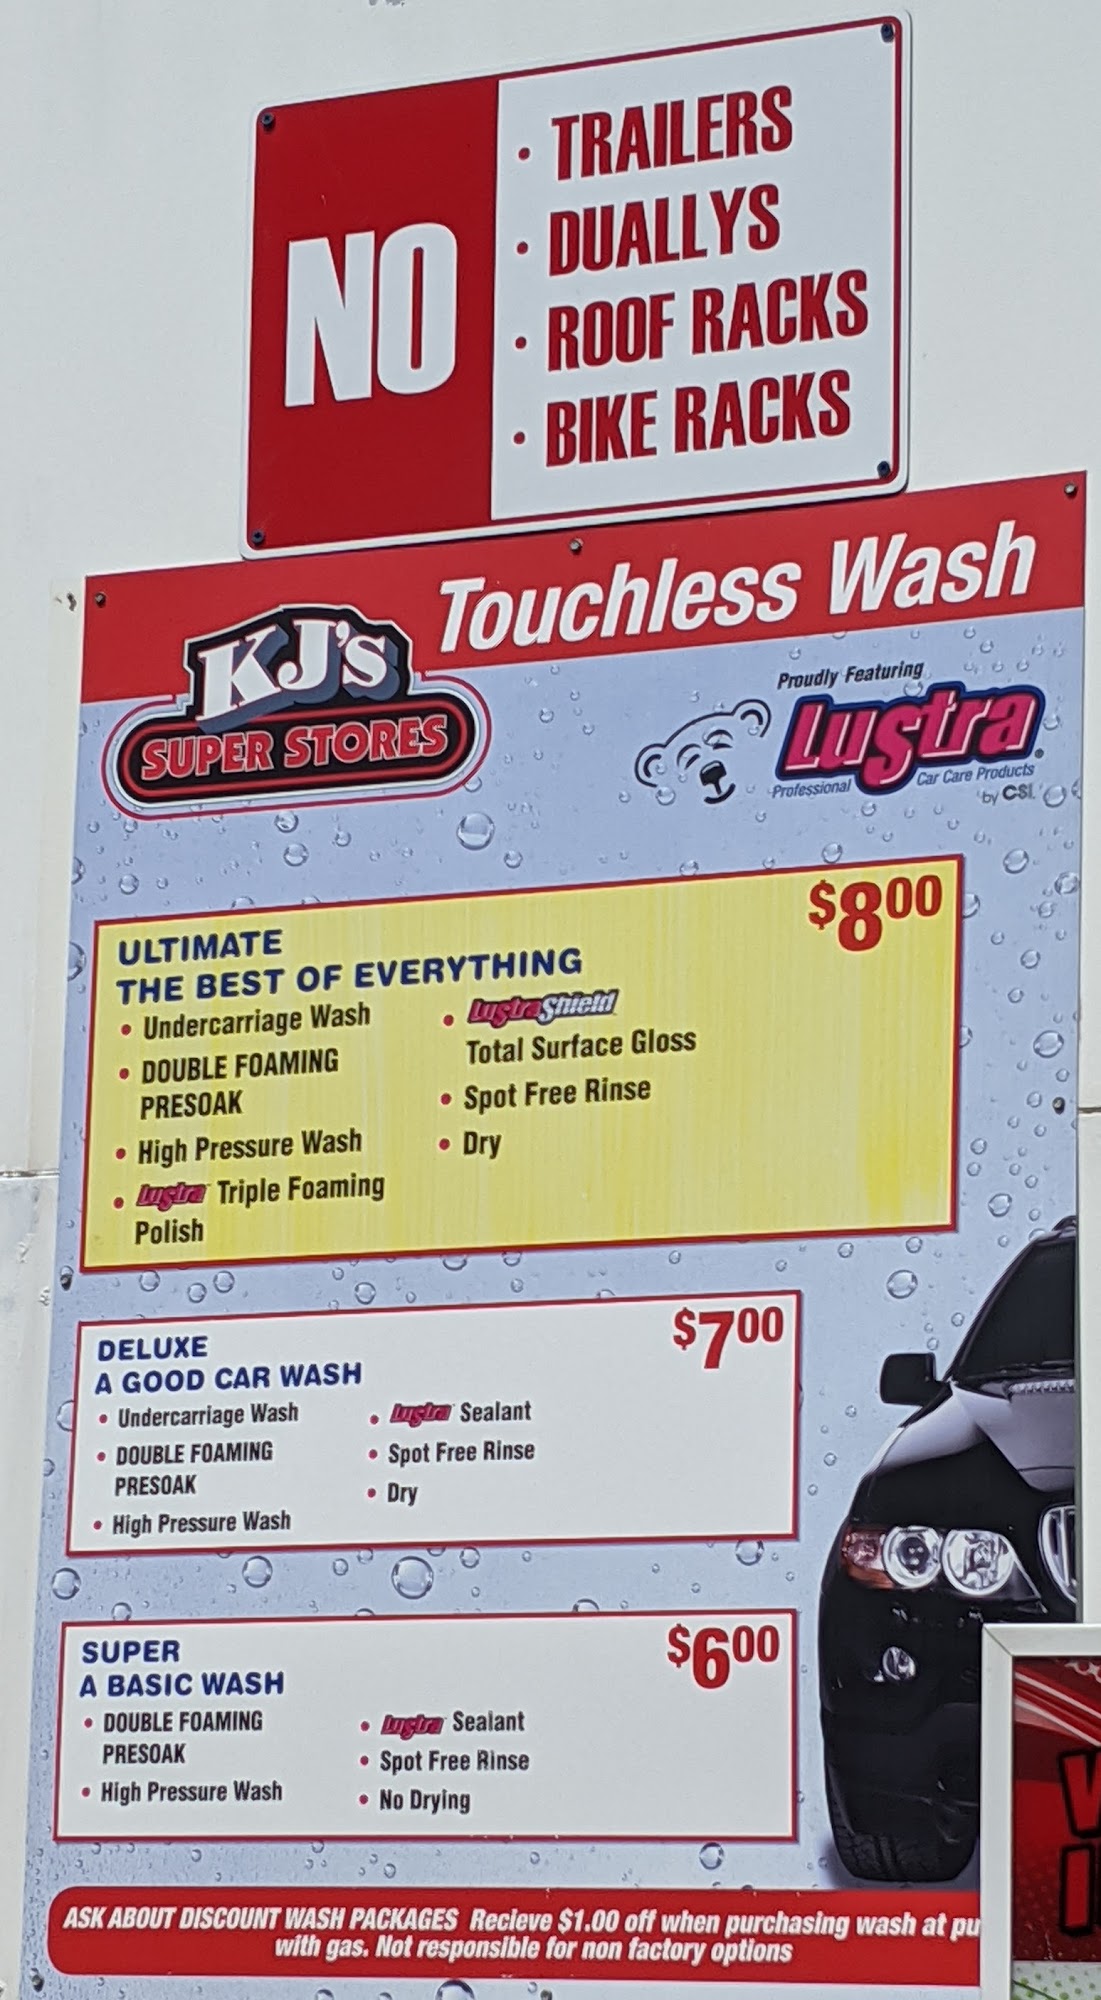 NO
• TRAILERS
• DUALLYS
• ROOF RACKS
• BIKE RACKS
Touchless Wash
KJ's
SUPER STORES
Proudly Featuring
Lustra®
Professional Car Care Products
by CSI
$8.00
ULTIMATE
THE BEST OF EVERYTHING
• Undercarriage Wash
• DOUBLE FOAMING
PRESOAK
• High Pressure Wash
• Lustra Triple Foaming
Polish
• LustraShield
Total Surface Gloss
• Spot Free Rinse
• Dry
$7.00
DELUXE
A GOOD CAR WASH
• Undercarriage Wash
• DOUBLE FOAMING
PRESOAK
• High Pressure Wash
• Lustra Sealant
• Spot Free Rinse
• Dry
$6.00
SUPER
A BASIC WASH
• DOUBLE FOAMING
PRESOAK
• High Pressure Wash
• Lustra Sealant
• Spot Free Rinse
• No Drying
ASK ABOUT DISCOUNT WASH PACKAGES Recieve $1.00 off when purchasing wash at pu
with gas. Not responsible for non factory options